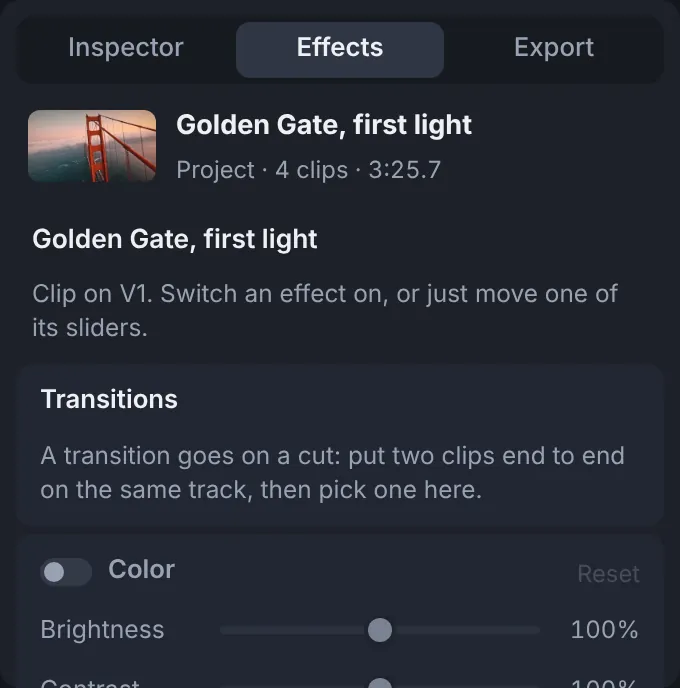 Inspector
Effects
Export
Golden Gate, first light
Project · 4 clips · 3:25.7
Golden Gate, first light
Clip on V1. Switch an effect on, or just move one of
its sliders.
Transitions
A transition goes on a cut: put two clips end to end
on the same track, then pick one here.
Color
Reset
Brightness
100%
Contrast
100%